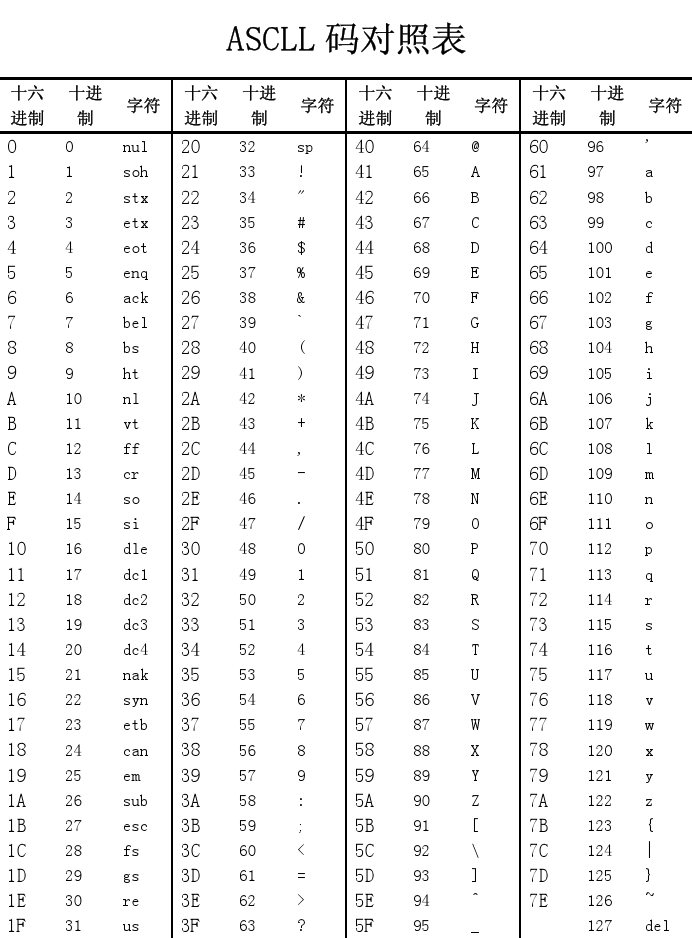 ASCLL 码对照表
十六 十进 字符 十六 十进 字符 十六 十进 字符 十六 十进 字符
进制 制 进制 制 进制 制 进制 制
0 0 nul 20 32 sp 40 64 @ 60 96 '
1 1 soh 21 33 ! 41 65 A 61 97 a
2 2 stx 22 34 ″ 42 66 B 62 98 b
3 3 etx 23 35 # 43 67 C 63 99 c
4 4 eot 24 36 $ 44 68 D 64 100 d
5 5 enq 25 37 % 45 69 E 65 101 e
6 6 ack 26 38 & 46 70 F 66 102 f
7 7 bel 27 39 ` 47 71 G 67 103 g
8 8 bs 28 40 ( 48 72 H 68 104 h
9 9 ht 29 41 ) 49 73 I 69 105 i
A 10 nl 2A 42 * 4A 74 J 6A 106 j
B 11 vt 2B 43 + 4B 75 K 6B 107 k
C 12 ff 2C 44 , 4C 76 L 6C 108 l
D 13 cr 2D 45 - 4D 77 M 6D 109 m
E 14 so 2E 46 . 4E 78 N 6E 110 n
F 15 si 2F 47 / 4F 79 O 6F 111 o
10 16 dle 30 48 0 50 80 P 70 112 p
11 17 dc1 31 49 1 51 81 Q 71 113 q
12 18 dc2 32 50 2 52 82 R 72 114 r
13 19 dc3 33 51 3 53 83 S 73 115 s
14 20 dc4 34 52 4 54 84 T 74 116 t
15 21 nak 35 53 5 55 85 U 75 117 u
16 22 syn 36 54 6 56 86 V 76 118 v
17 23 etb 37 55 7 57 87 W 77 119 w
18 24 can 38 56 8 58 88 X 78 120 x
19 25 em 39 57 9 59 89 Y 79 121 y
1A 26 sub 3A 58 : 5A 90 Z 7A 122 z
1B 27 esc 3B 59 ; 5B 91 [ 7B 123 {
1C 28 fs 3C 60 < 5C 92 \ 7C 124 |
1D 29 gs 3D 61 = 5D 93 ] 7D 125 }
1E 30 re 3E 62 > 5E 94 ^ 7E 126 ~
1F 31 us 3F 63 ? 5F 95 _ 127 del